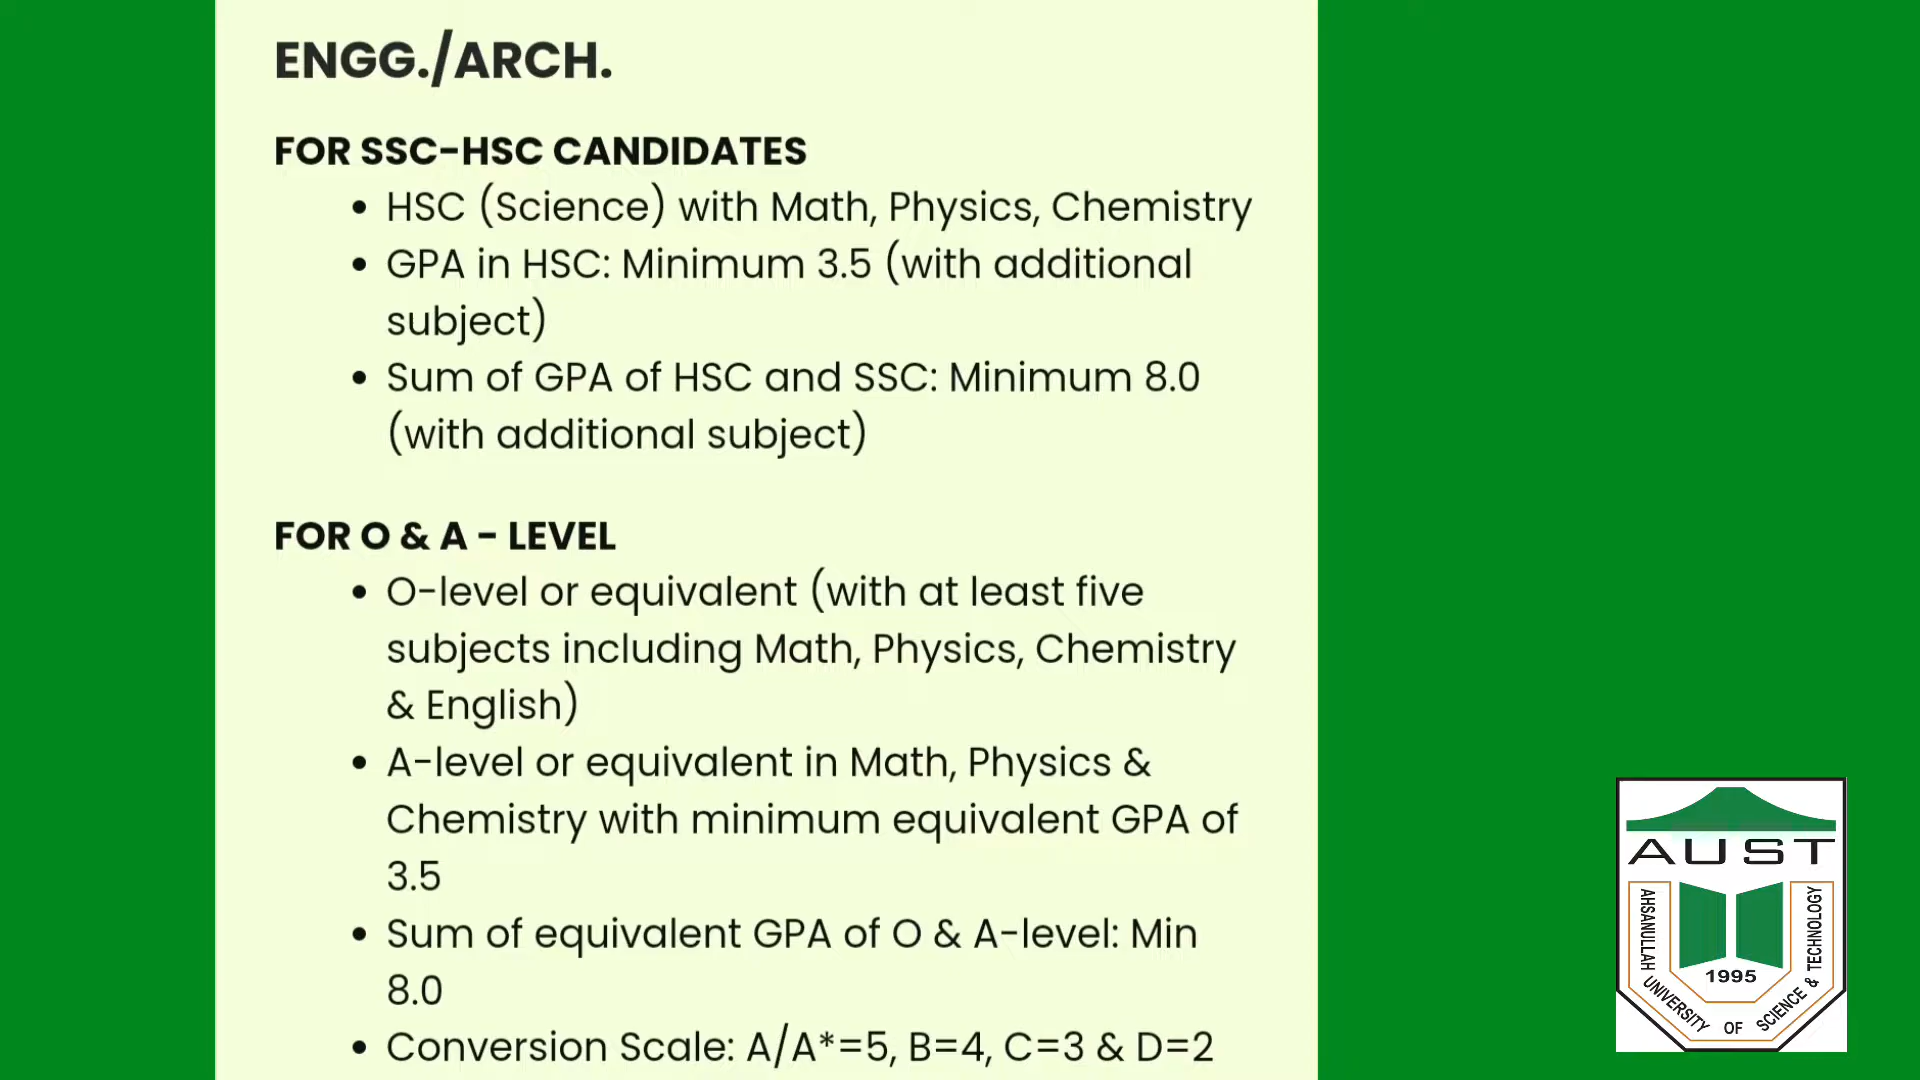 ENGG./ARCH.
FOR SSC-HSC CANDIDATES
• HSC (Science) with Math, Physics, Chemistry
• GPA in HSC: Minimum 3.5 (with additional
subject)
• Sum of GPA of HSC and SSC: Minimum 8.0
(with additional subject)
FOR O & A - LEVEL
• O-level or equivalent (with at least five
subjects including Math, Physics, Chemistry
& English)
• A-level or equivalent in Math, Physics &
Chemistry with minimum equivalent GPA of
3.5
• Sum of equivalent GPA of O & A-level: Min
8.0
• Conversion Scale: A/A*=5, B=4, C=3 & D=2
AUST
1995
AHSANULLAH UNIVERSITY OF SCIENCE & TECHNOLOGY